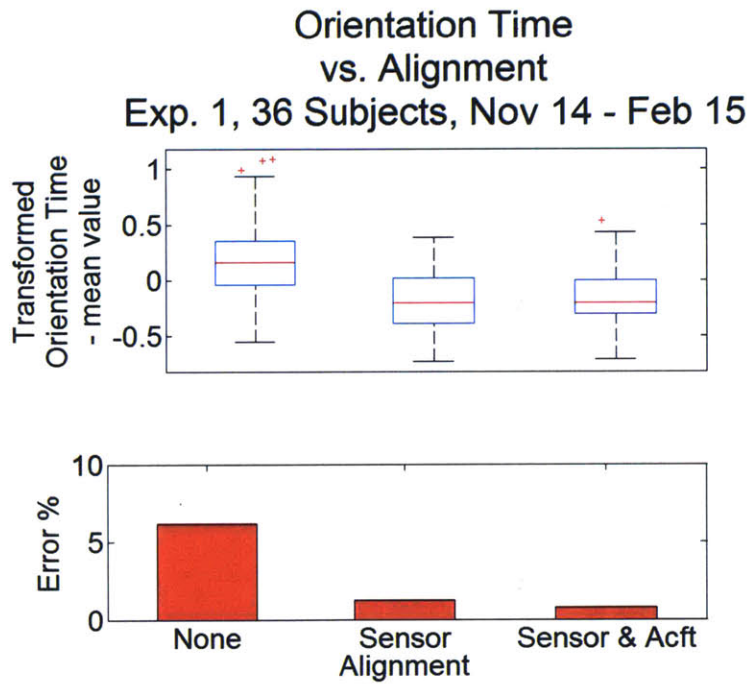 Orientation Time
vs. Alignment
Exp. 1, 36 Subjects, Nov 14 - Feb 15
Transformed
Orientation Time
- mean value
1
0.5
0
-0.5
Error %
10
5
0
None
Sensor
Sensor & Acft
Alignment